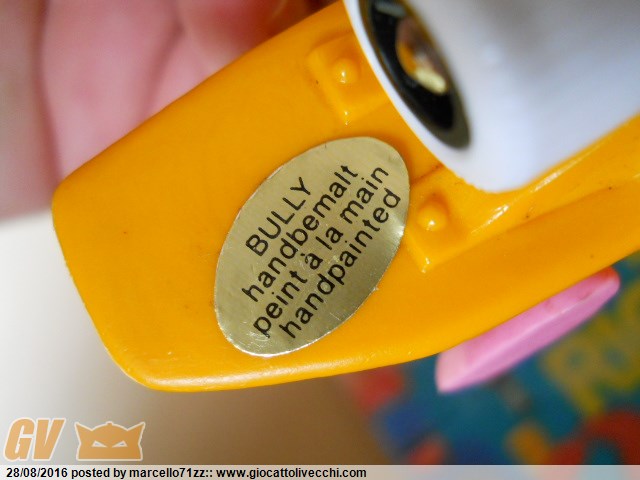 BULLY
handbemalt
peint à la main
handpainted
GV
28/08/2016 posted by marcello71zz:: www.giocattolivecchi.com